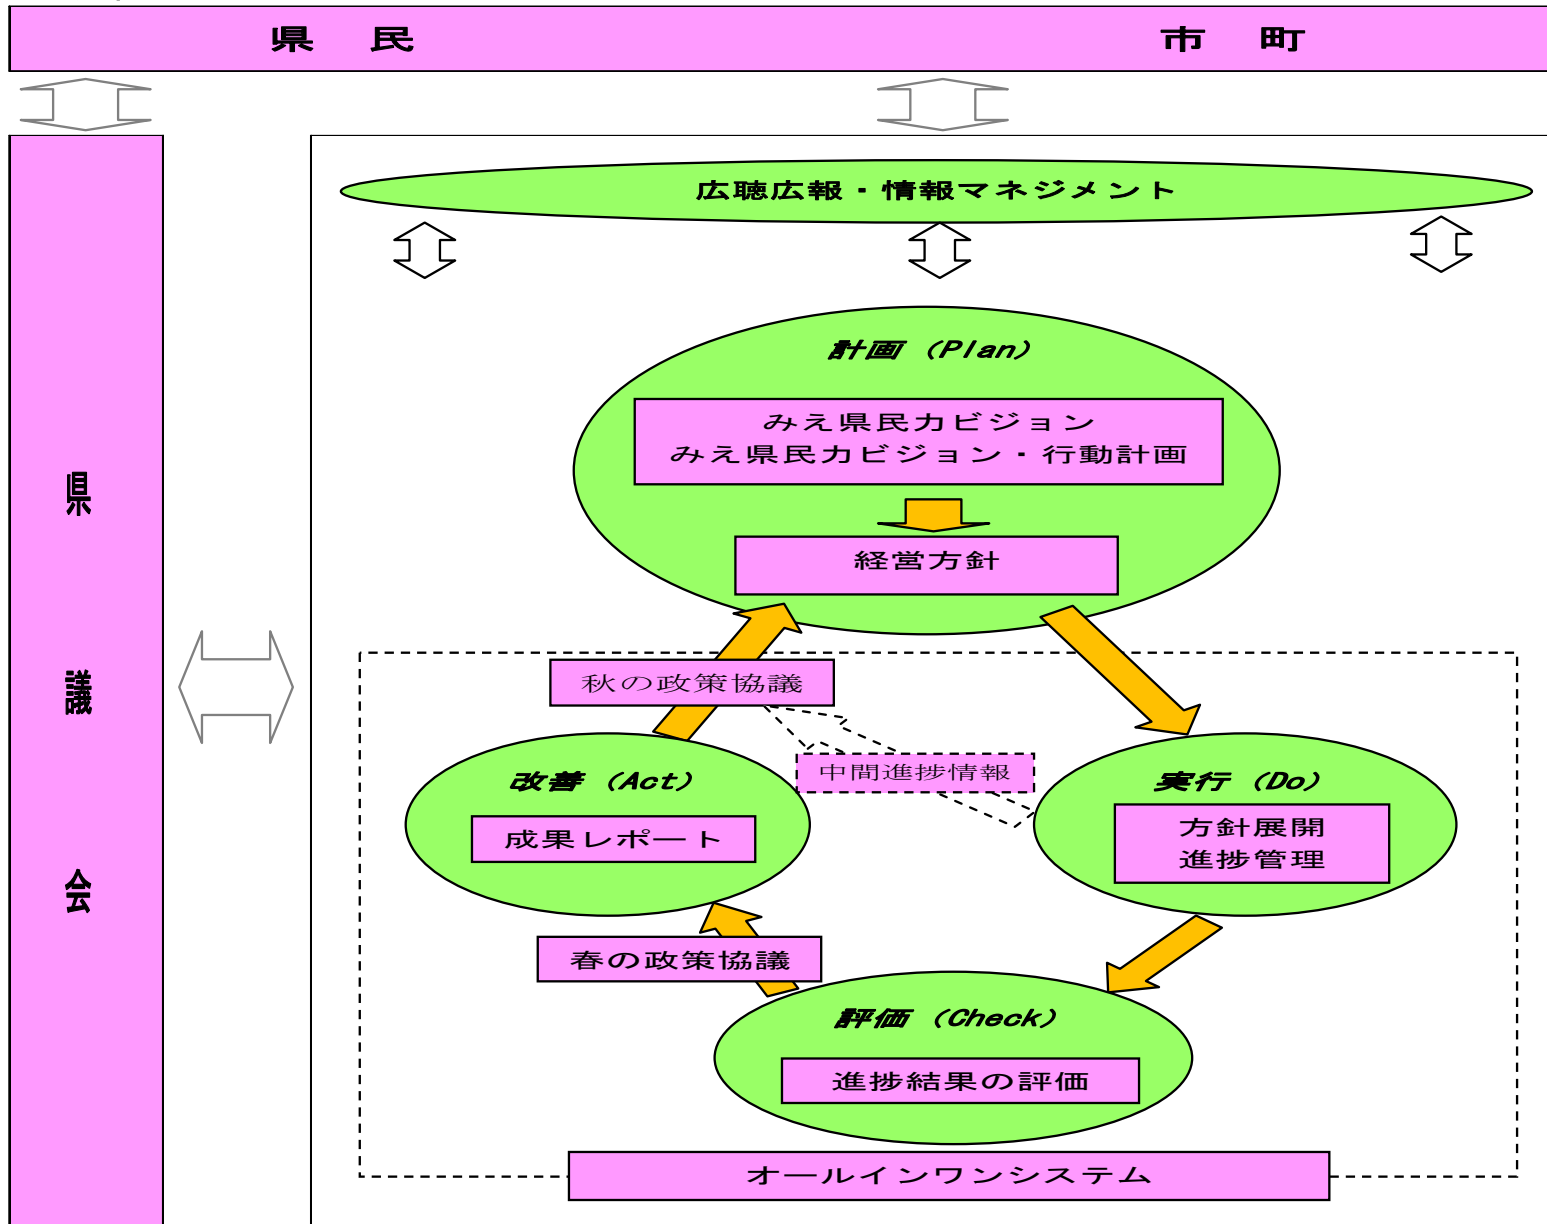 県　民　市　町
広聴広報・情報マネジメント
計画（Plan）
みえ県民力ビジョン
みえ県民力ビジョン・行動計画
経営方針
県
議
会
秋の政策協議
中間進捗情報
改善（Act）
成果レポート
実行（Do）
方針展開
進捗管理
春の政策協議
評価（Check）
進捗結果の評価
オールインワンシステム